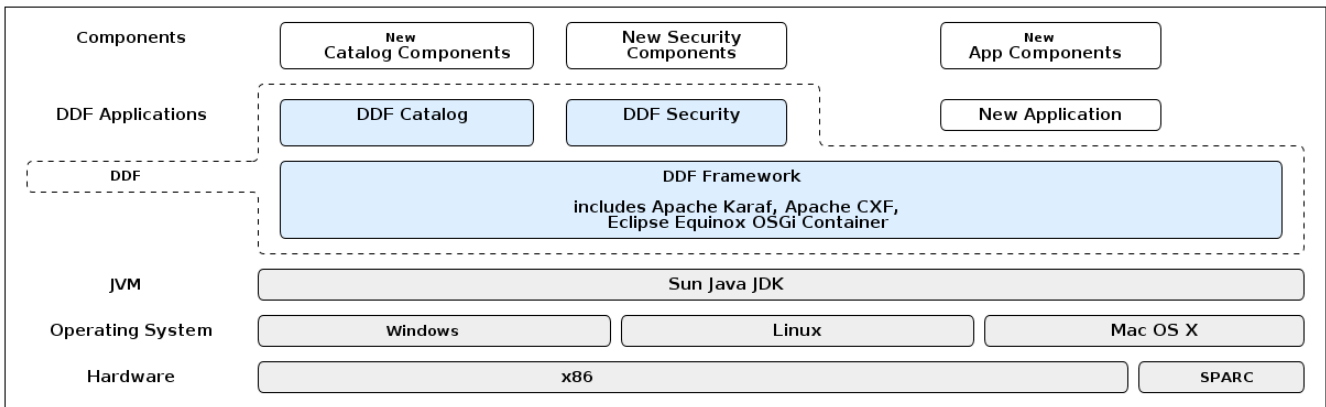 Components
New
Catalog Components
New Security
Components
New
App Components
DDF Applications
DDF Catalog
DDF Security
New Application
DDF
DDF Framework
includes Apache Karaf, Apache CXF,
Eclipse Equinox OSGi Container
JVM
Sun Java JDK
Operating System
Windows
Linux
Mac OS X
Hardware
x86
SPARC